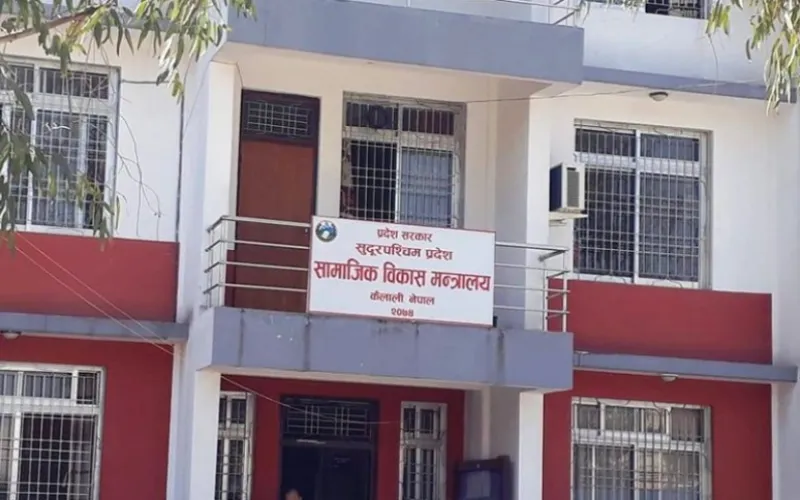 प्रदेश सरकार
सुदूरपश्चिम प्रदेश
सामाजिक विकास मन्त्रालय
कैलाली नेपाल
२०७४